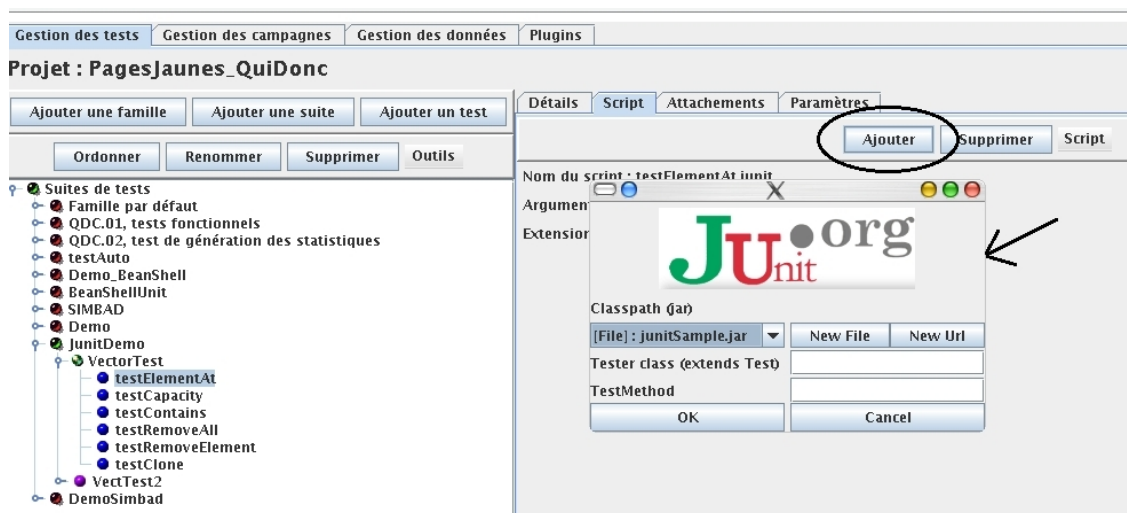 Gestion des tests Gestion des campagnes Gestion des données Plugins
Projet : PagesJaunes_QuiDonc
Ajouter une famille Ajouter une suite Ajouter un test
Ordonner Renommer Supprimer Outils
Suites de tests
Famille par défaut
QDC.01, tests fonctionnels
QDC.02, test de génération des statistiques
testAuto
Demo_BeanShell
BeanShellUnit
SIMBAD
Demo
JunitDemo
VectorTest
testElementAt
testCapacity
testContains
testRemoveAll
testRemoveElement
testClone
VectTest2
DemoSimbad
Détails Script Attachements Paramètres
Ajouter Supprimer Script
Nom du script : testElementAt.junit
Argumen
Extension
X
JUnit.org
Classpath (jar)
[File] : junitSample.jar New File New Url
Tester class (extends Test)
TestMethod
OK Cancel